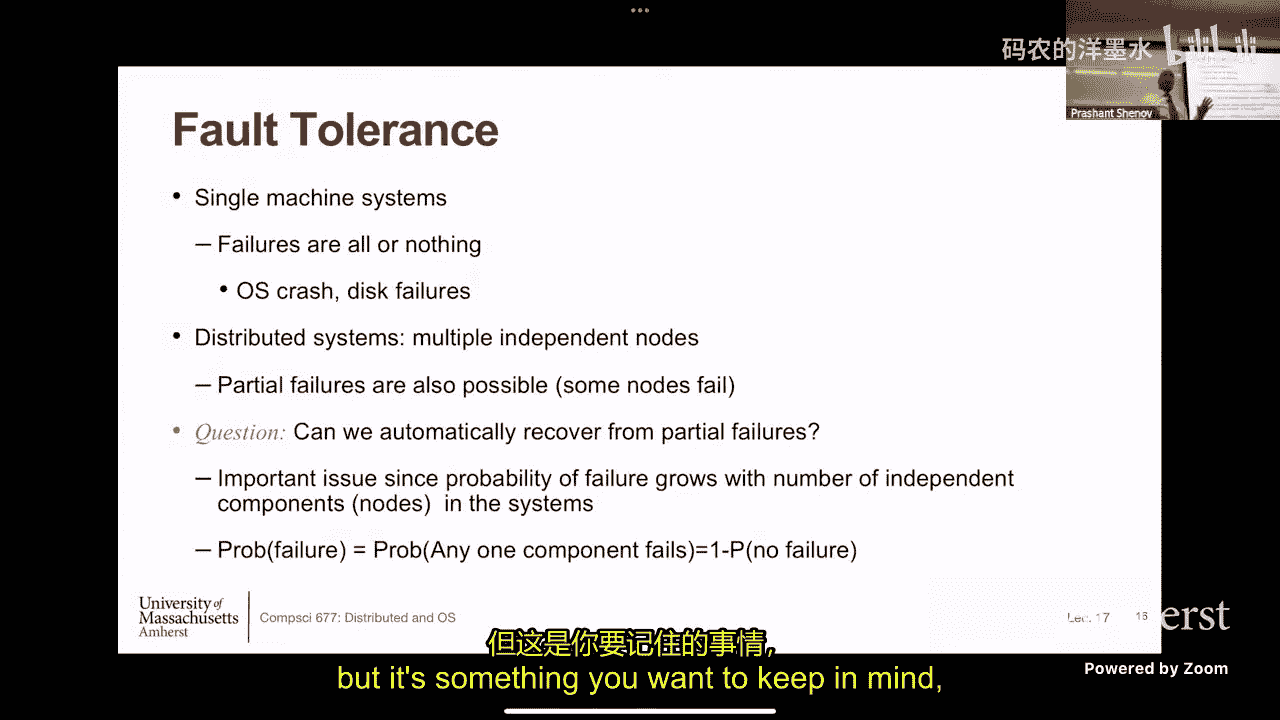 码农的洋墨水 bilibili
Prashant Shenoy
Fault Tolerance
• Single machine systems
– Failures are all or nothing
• OS crash, disk failures
• Distributed systems: multiple independent nodes
– Partial failures are also possible (some nodes fail)
• Question: Can we automatically recover from partial failures?
– Important issue since probability of failure grows with number of independent
components (nodes) in the systems
– Prob(failure) = Prob(Any one component fails)=1-P(no failure)
University of
Massachusetts
Amherst
Compsci 677: Distributed and OS
Lec. 17
16
erst
但这是你要记住的事情,
but it's something you want to keep in mind,
Powered by Zoom